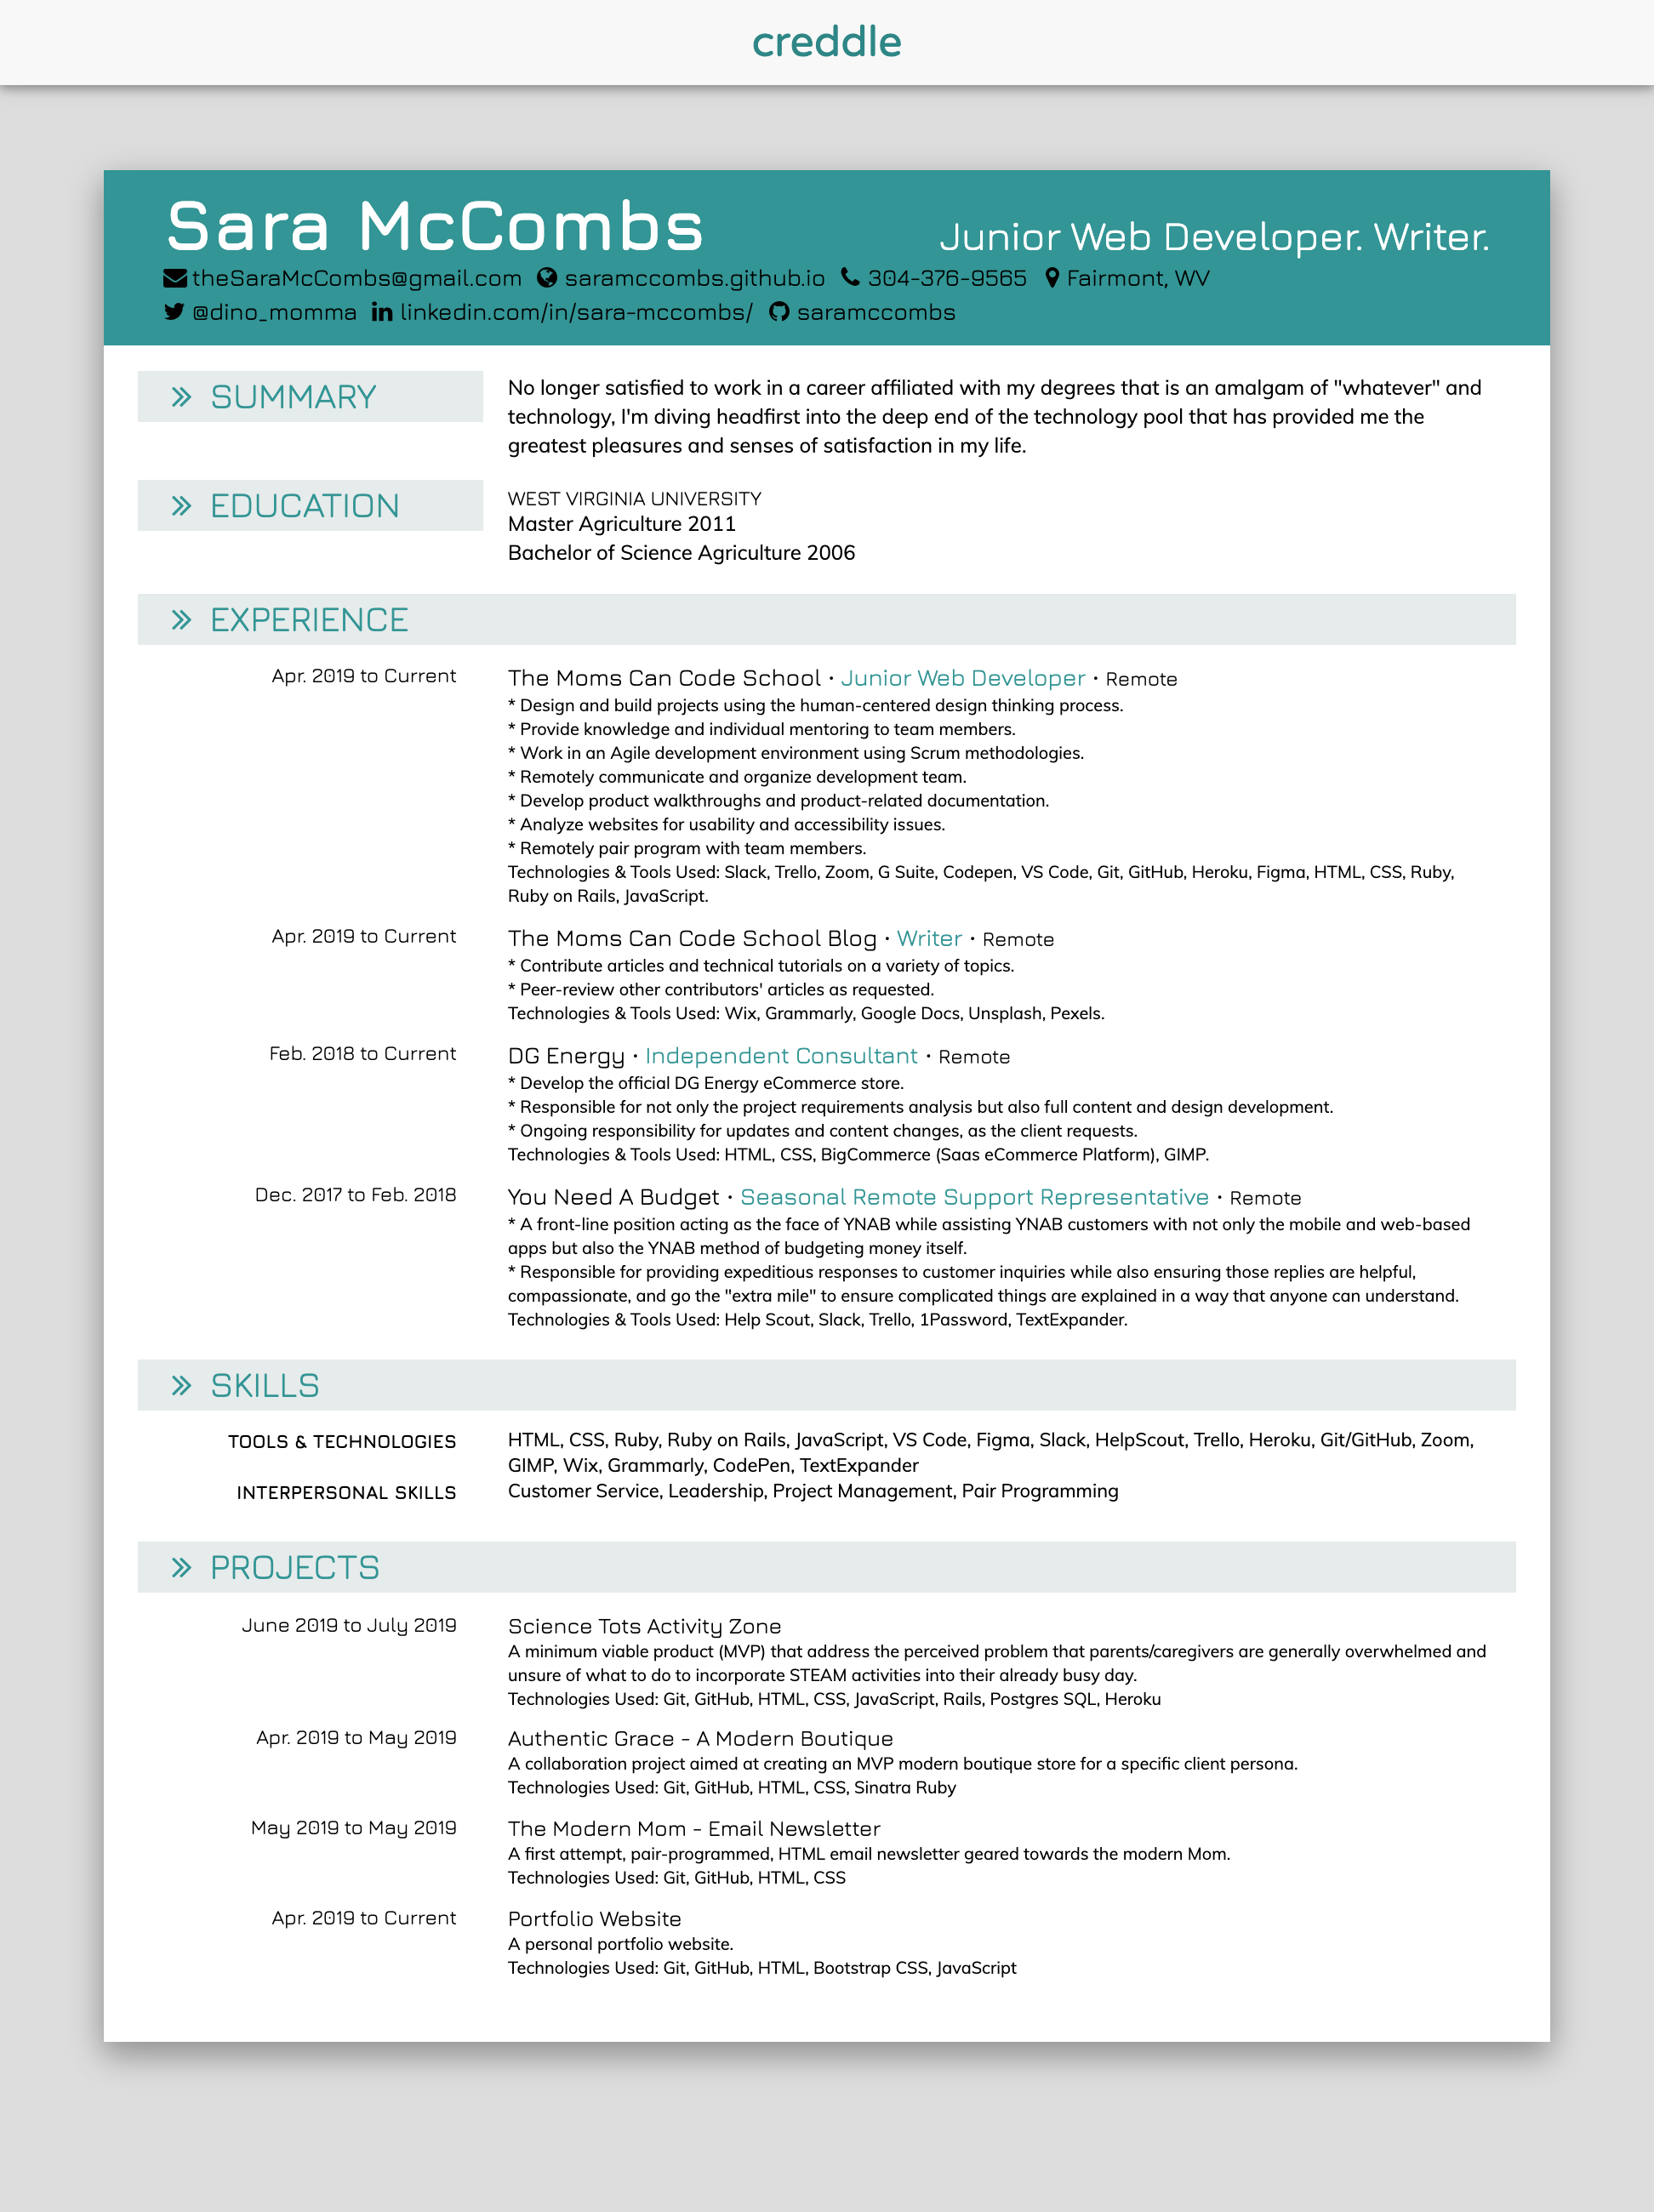 creddle
Sara McCombs
Junior Web Developer. Writer.
theSaraMcCombs@gmail.com saramccombs.github.io 304-376-9565 Fairmont, WV
@dino_momma linkedin.com/in/sara-mccombs/ saramccombs
» SUMMARY
No longer satisfied to work in a career affiliated with my degrees that is an amalgam of "whatever" and
technology, I'm diving headfirst into the deep end of the technology pool that has provided me the
greatest pleasures and senses of satisfaction in my life.
» EDUCATION
WEST VIRGINIA UNIVERSITY
Master Agriculture 2011
Bachelor of Science Agriculture 2006
» EXPERIENCE
Apr. 2019 to Current
The Moms Can Code School • Junior Web Developer • Remote
* Design and build projects using the human-centered design thinking process.
* Provide knowledge and individual mentoring to team members.
* Work in an Agile development environment using Scrum methodologies.
* Remotely communicate and organize development team.
* Develop product walkthroughs and product-related documentation.
* Analyze websites for usability and accessibility issues.
* Remotely pair program with team members.
Technologies & Tools Used: Slack, Trello, Zoom, G Suite, Codepen, VS Code, Git, GitHub, Heroku, Figma, HTML, CSS, Ruby,
Ruby on Rails, JavaScript.
Apr. 2019 to Current
The Moms Can Code School Blog • Writer • Remote
* Contribute articles and technical tutorials on a variety of topics.
* Peer-review other contributors' articles as requested.
Technologies & Tools Used: Wix, Grammarly, Google Docs, Unsplash, Pexels.
Feb. 2018 to Current
DG Energy • Independent Consultant • Remote
* Develop the official DG Energy eCommerce store.
* Responsible for not only the project requirements analysis but also full content and design development.
* Ongoing responsibility for updates and content changes, as the client requests.
Technologies & Tools Used: HTML, CSS, BigCommerce (Saas eCommerce Platform), GIMP.
Dec. 2017 to Feb. 2018
You Need A Budget • Seasonal Remote Support Representative • Remote
* A front-line position acting as the face of YNAB while assisting YNAB customers with not only the mobile and web-based
apps but also the YNAB method of budgeting money itself.
* Responsible for providing expeditious responses to customer inquiries while also ensuring those replies are helpful,
compassionate, and go the "extra mile" to ensure complicated things are explained in a way that anyone can understand.
Technologies & Tools Used: Help Scout, Slack, Trello, 1Password, TextExpander.
» SKILLS
TOOLS & TECHNOLOGIES
HTML, CSS, Ruby, Ruby on Rails, JavaScript, VS Code, Figma, Slack, HelpScout, Trello, Heroku, Git/GitHub, Zoom,
GIMP, Wix, Grammarly, CodePen, TextExpander
INTERPERSONAL SKILLS
Customer Service, Leadership, Project Management, Pair Programming
» PROJECTS
June 2019 to July 2019
Science Tots Activity Zone
A minimum viable product (MVP) that address the perceived problem that parents/caregivers are generally overwhelmed and
unsure of what to do to incorporate STEAM activities into their already busy day.
Technologies Used: Git, GitHub, HTML, CSS, JavaScript, Rails, Postgres SQL, Heroku
Apr. 2019 to May 2019
Authentic Grace - A Modern Boutique
A collaboration project aimed at creating an MVP modern boutique store for a specific client persona.
Technologies Used: Git, GitHub, HTML, CSS, Sinatra Ruby
May 2019 to May 2019
The Modern Mom - Email Newsletter
A first attempt, pair-programmed, HTML email newsletter geared towards the modern Mom.
Technologies Used: Git, GitHub, HTML, CSS
Apr. 2019 to Current
Portfolio Website
A personal portfolio website.
Technologies Used: Git, GitHub, HTML, Bootstrap CSS, JavaScript